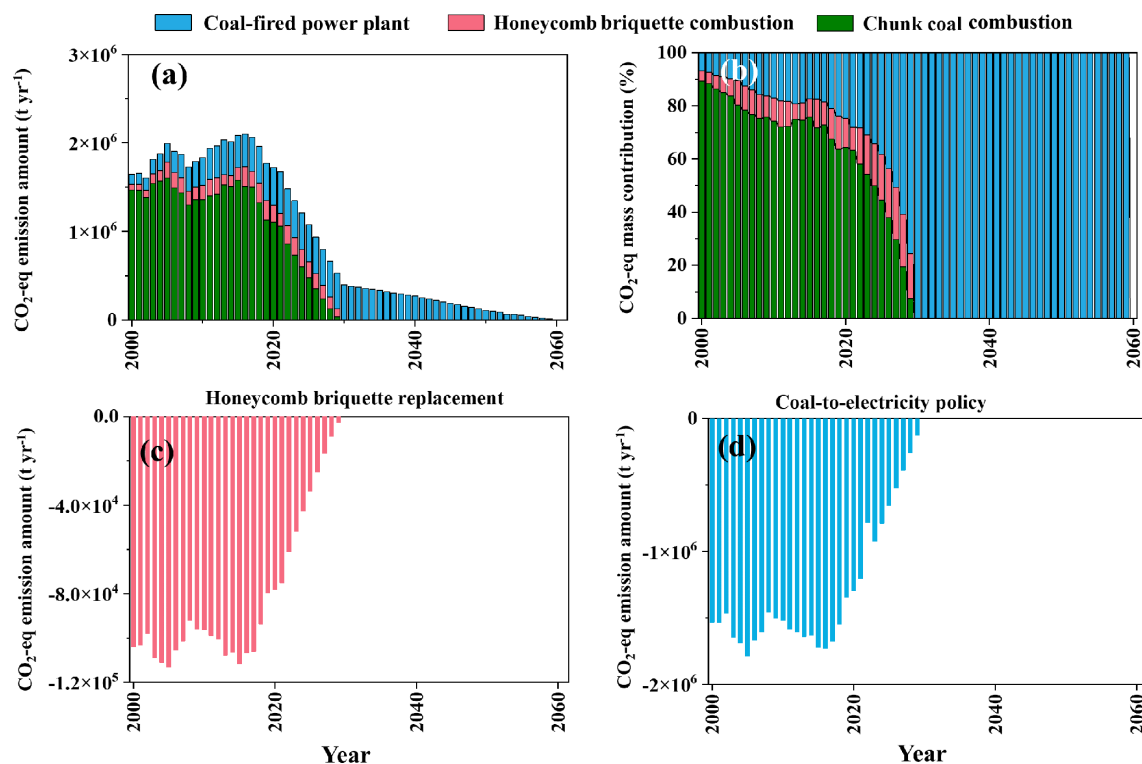 Coal-fired power plant Honeycomb briquette combustion Chunk coal combustion
(a)
CO₂-eq emission amount (t yr⁻¹)
3×10⁶
2×10⁶
1×10⁶
0
2000 2020 2040 2060
(b)
CO₂-eq mass contribution (%)
100
80
60
40
20
0
2000 2020 2040 2060
Honeycomb briquette replacement
(c)
CO₂-eq emission amount (t yr⁻¹)
0.0
-4.0×10⁴
-8.0×10⁴
-1.2×10⁵
2000 2020 2040 2060
Year
Coal-to-electricity policy
(d)
CO₂-eq emission amount (t yr⁻¹)
0
-1×10⁶
-2×10⁶
2000 2020 2040 2060
Year